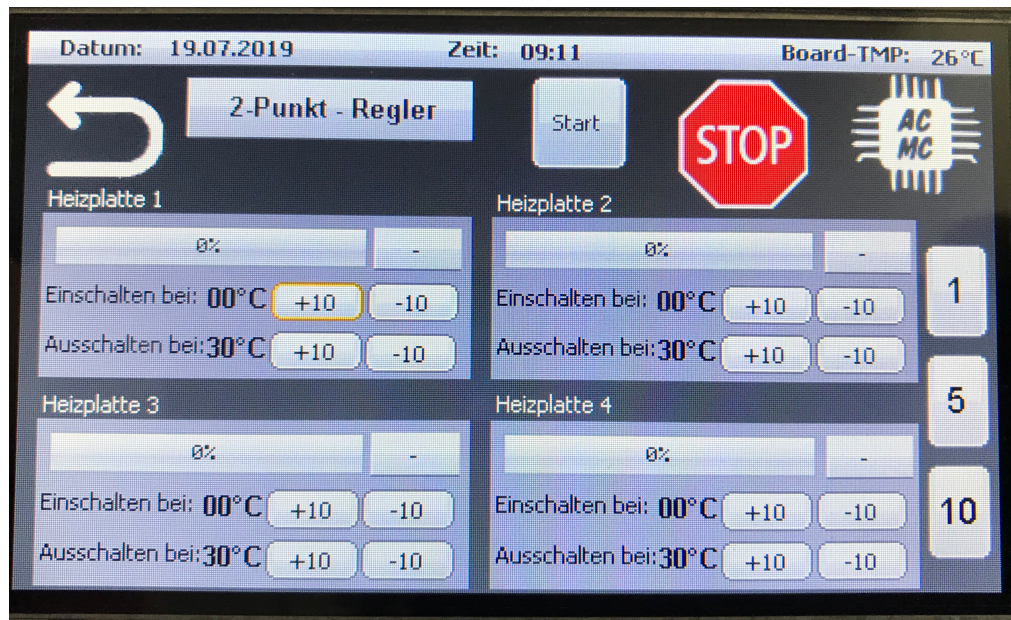 Datum: 19.07.2019 Zeit: 09:11 Board-TMP: 26°C
2-Punkt - Regler
Start
STOP
AC
MC
Heizplatte 1
0% -
Einschalten bei: 00°C +10 -10
Ausschalten bei: 30°C +10 -10
Heizplatte 2
0% -
Einschalten bei: 00°C +10 -10
Ausschalten bei: 30°C +10 -10
Heizplatte 3
0% -
Einschalten bei: 00°C +10 -10
Ausschalten bei: 30°C +10 -10
Heizplatte 4
0% -
Einschalten bei: 00°C +10 -10
Ausschalten bei: 30°C +10 -10
1
5
10